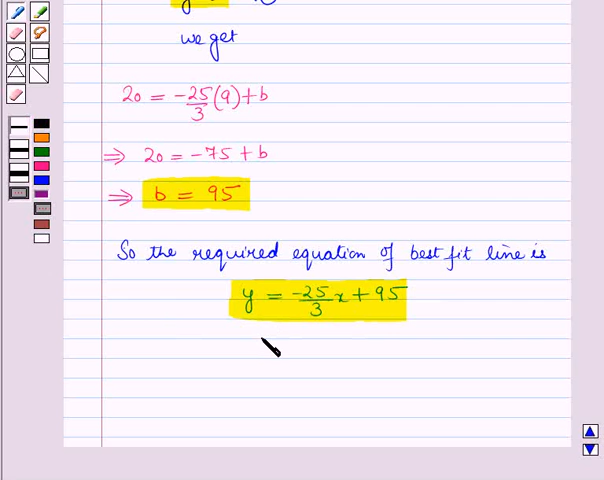 we get
20 = -25/3 (9) + b
⇒ 20 = -75 + b
⇒ b = 95
So the required equation of best fit line is
y = -25/3 x + 95